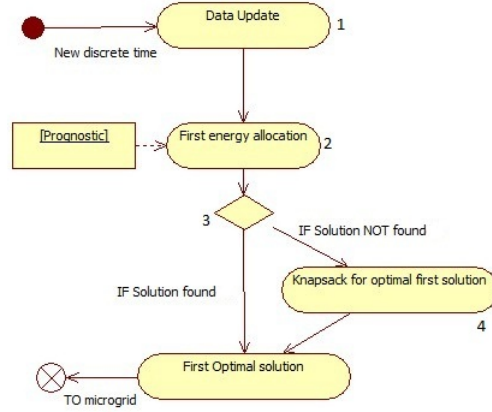 Data Update
1
New discrete time
[Prognostic]
First energy allocation
2
3
IF Solution NOT found
Knapsack for optimal first solution
IF Solution found
4
First Optimal solution
TO microgrid